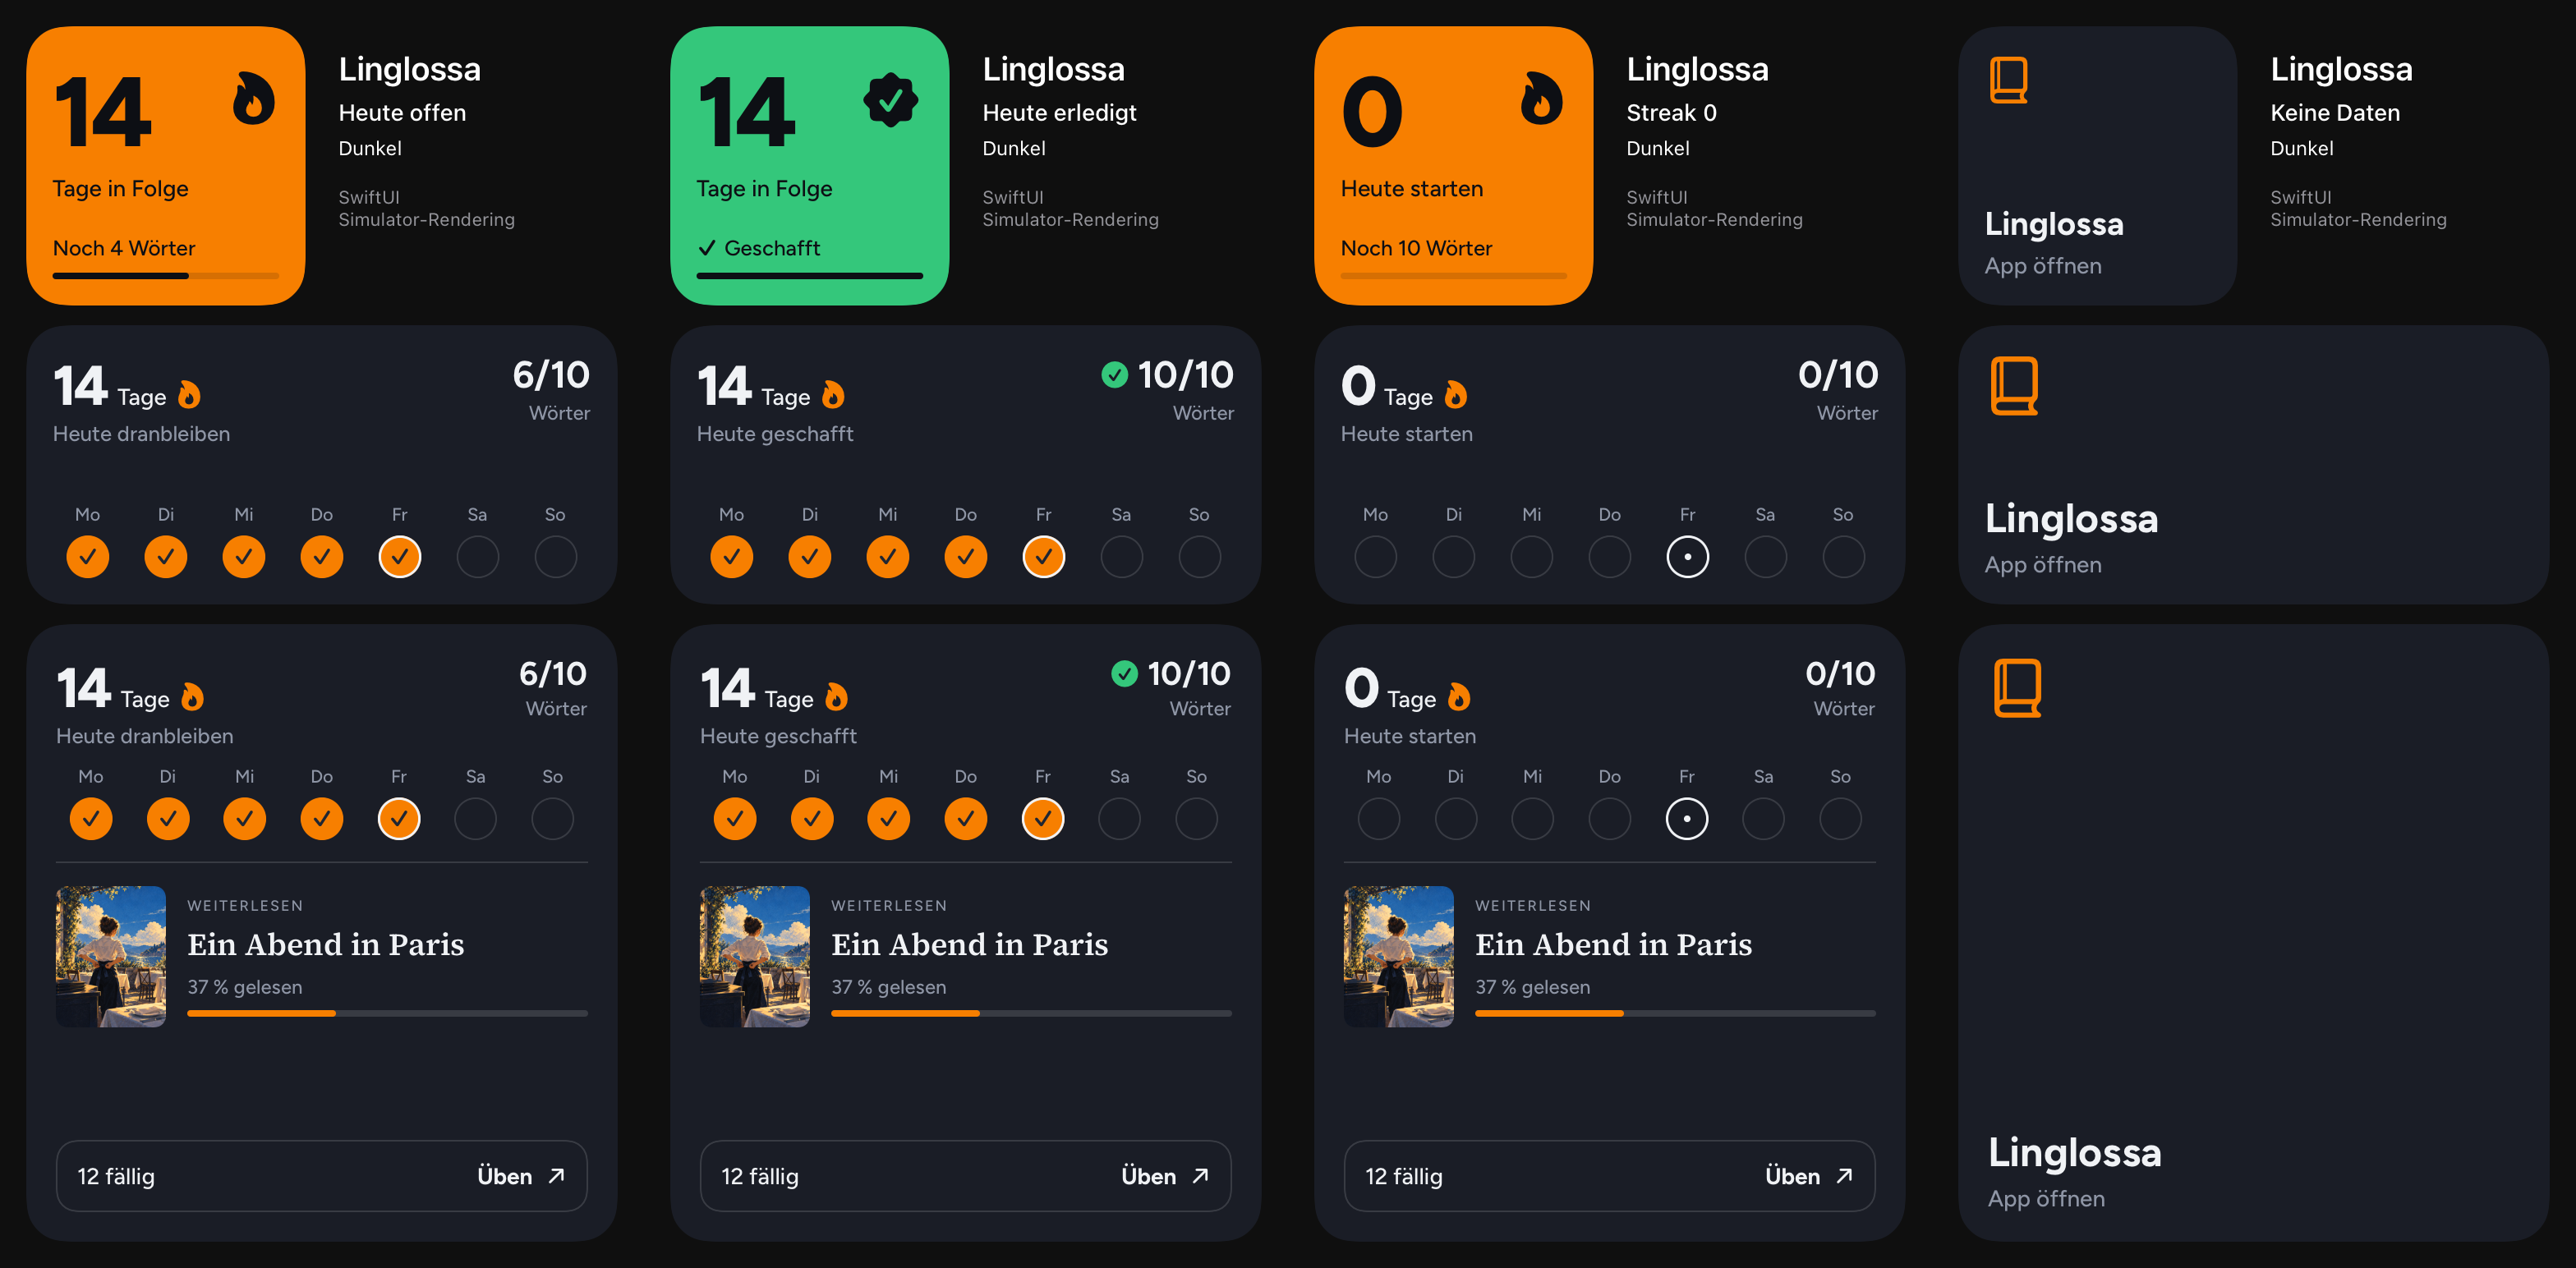 14
Tage in Folge
Noch 4 Wörter
Linglossa
Heute offen
Dunkel
SwiftUI
Simulator-Rendering
14
Tage in Folge
Geschafft
Linglossa
Heute erledigt
Dunkel
SwiftUI
Simulator-Rendering
0
Heute starten
Noch 10 Wörter
Linglossa
Streak 0
Dunkel
SwiftUI
Simulator-Rendering
Linglossa
App öffnen
Linglossa
Keine Daten
Dunkel
SwiftUI
Simulator-Rendering
14 Tage
6/10
Wörter
Heute dranbleiben
Mo Di Mi Do Fr Sa So
14 Tage
10/10
Wörter
Heute geschafft
Mo Di Mi Do Fr Sa So
0 Tage
0/10
Wörter
Heute starten
Mo Di Mi Do Fr Sa So
Linglossa
App öffnen
14 Tage
6/10
Wörter
Heute dranbleiben
Mo Di Mi Do Fr Sa So
WEITERLESEN
Ein Abend in Paris
37 % gelesen
12 fällig
Üben
14 Tage
10/10
Wörter
Heute geschafft
Mo Di Mi Do Fr Sa So
WEITERLESEN
Ein Abend in Paris
37 % gelesen
12 fällig
Üben
0 Tage
0/10
Wörter
Heute starten
Mo Di Mi Do Fr Sa So
WEITERLESEN
Ein Abend in Paris
37 % gelesen
12 fällig
Üben
Linglossa
App öffnen